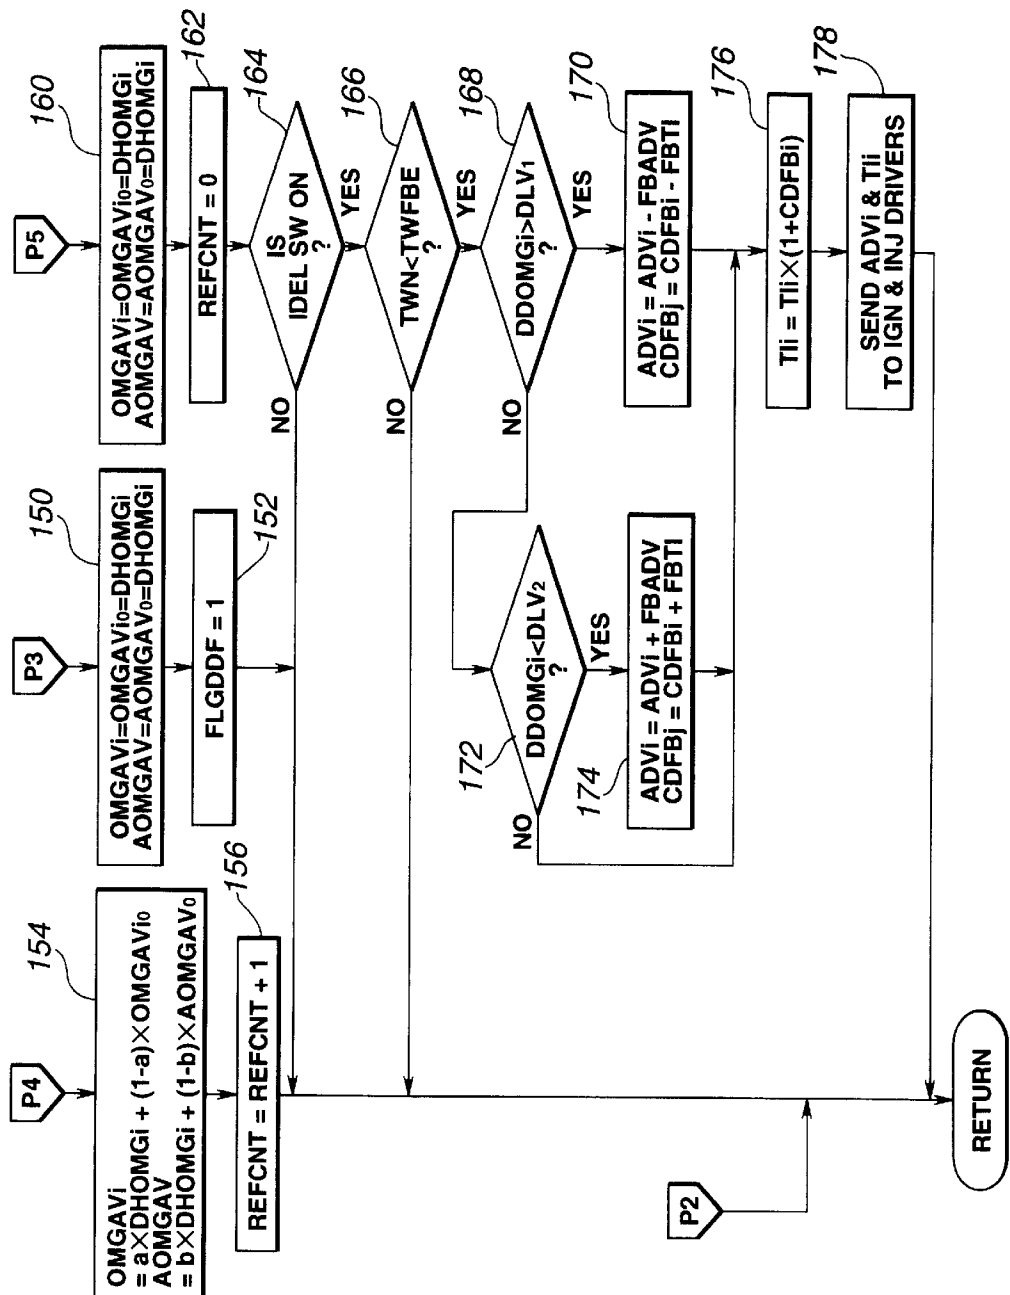 P4
154
OMGAVi
= a×DHOMGi + (1-a)×OMGAVi0
AOMGAV
= b×DHOMGi + (1-b)×AOMGAV0
156
REFCNT = REFCNT + 1
P2
RETURN
P3
150
OMGAVi=OMGAVi0=DHOMGi
AOMGAV=AOMGAV0=DHOMGi
152
FLGDDF = 1
P5
160
OMGAVi=OMGAVi0=DHOMGi
AOMGAV=AOMGAV0=DHOMGi
162
REFCNT = 0
164
IS
IDEL SW ON
?
NO
YES
166
TWN<TWFBE
?
NO
YES
168
DDOMGi>DLV1
?
NO
YES
170
ADVi = ADVi - FBADV
CDFBj = CDFBi - FBTI
172
DDOMGi<DLV2
?
NO
YES
174
ADVi = ADVi + FBADV
CDFBj = CDFBi + FBTI
176
TIi = TIi×(1+CDFBi)
178
SEND ADVi & TIi
TO IGN & INJ DRIVERS